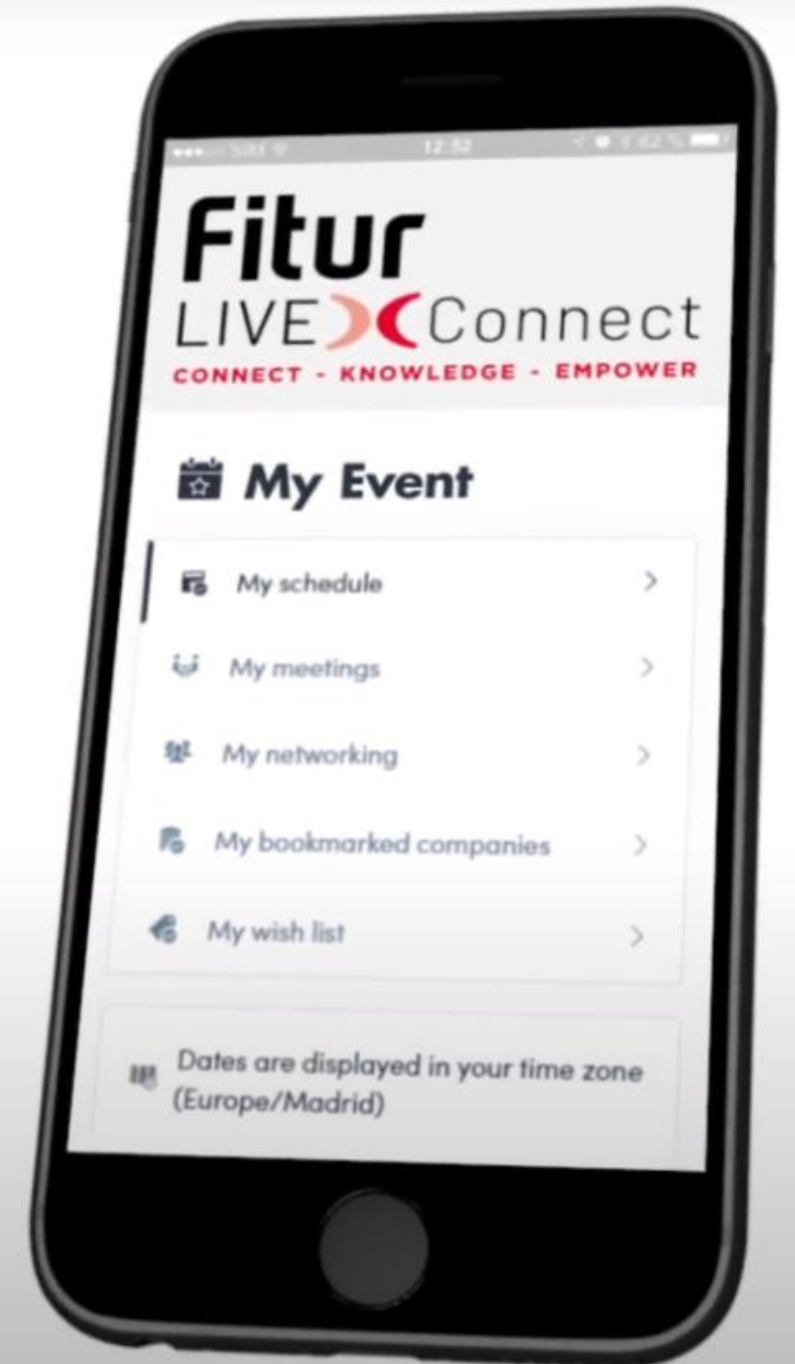 12:52
62 %
Fitur
LIVE Connect
CONNECT - KNOWLEDGE - EMPOWER
My Event
My schedule
My meetings
My networking
My bookmarked companies
My wish list
Dates are displayed in your time zone
(Europe/Madrid)